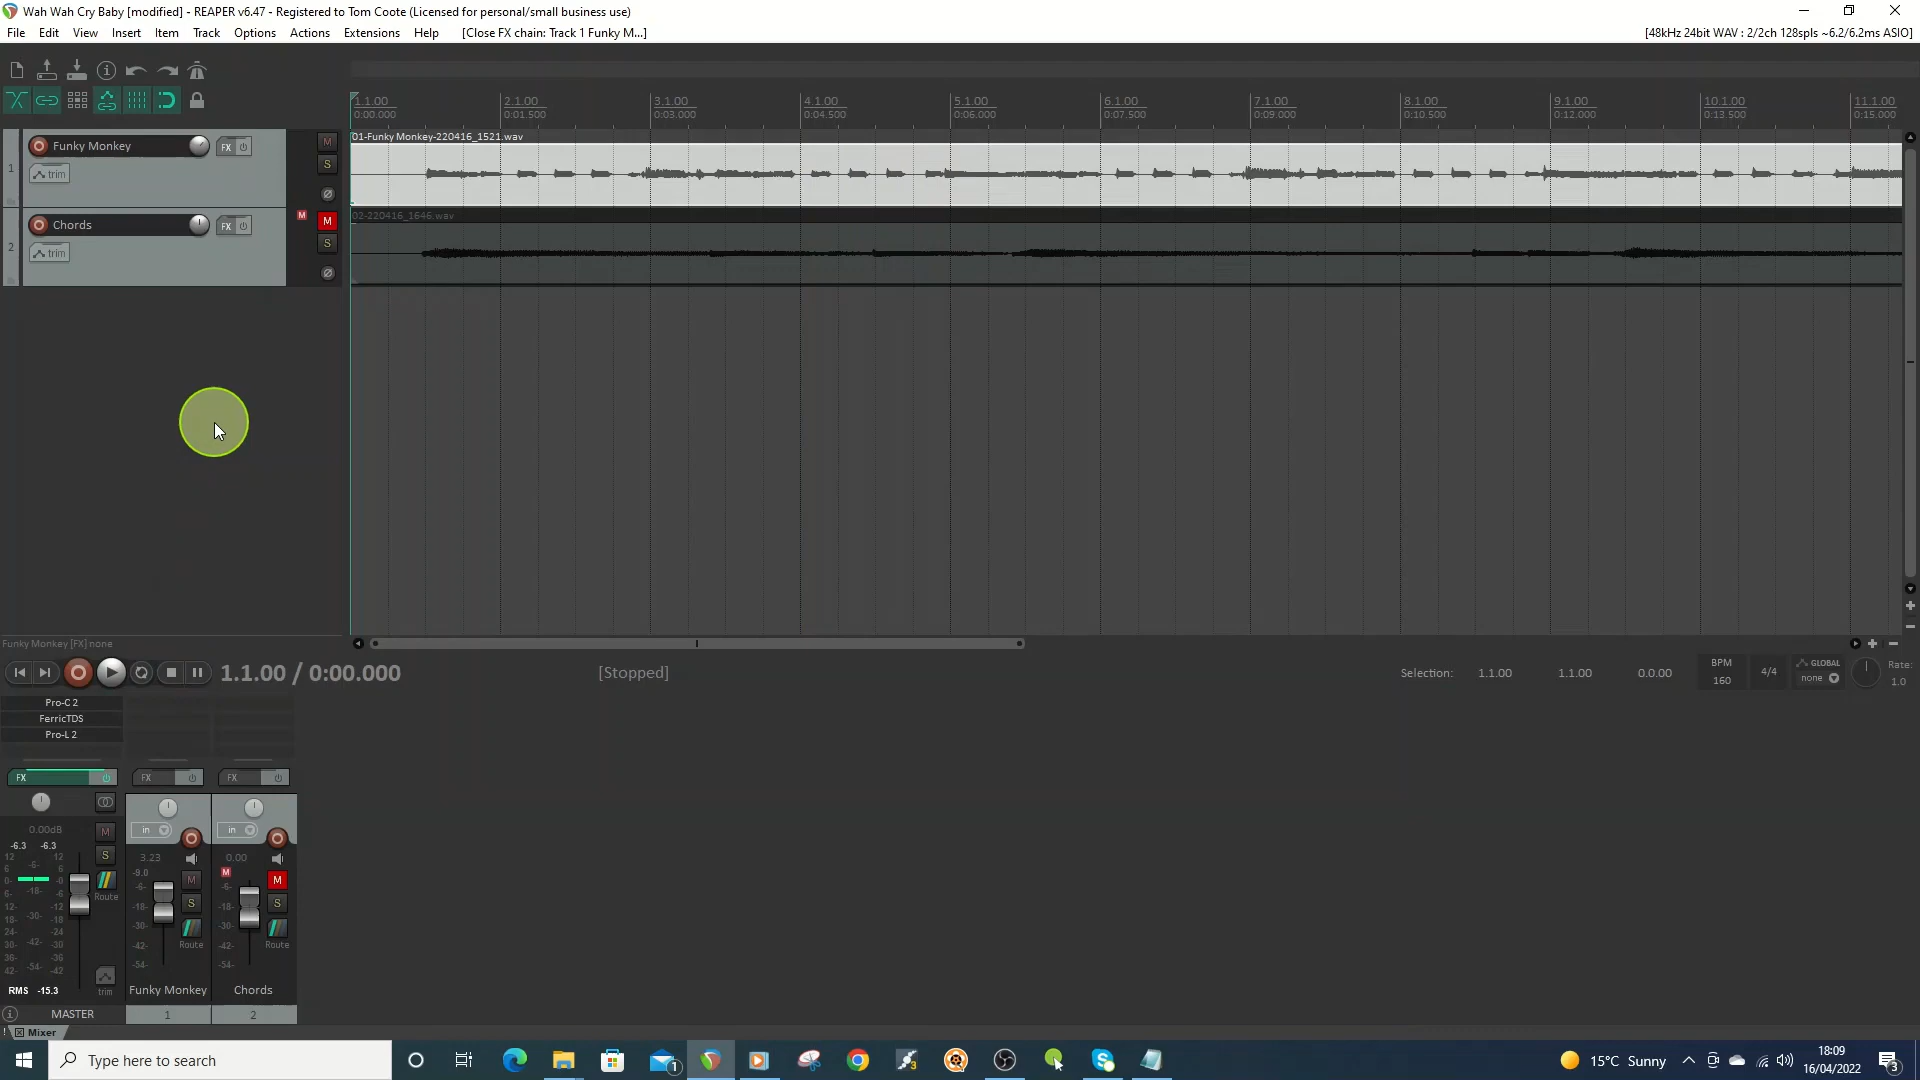 Wah Wah Cry Baby [modified] - REAPER v6.47 - Registered to Tom Coote (Licensed for personal/small business use)
File Edit View Insert Item Track Options Actions Extensions Help [Close FX chain: Track 1 Funky M...] [48kHz 24bit WAV : 2/2ch 128spls ~6.2/6.2ms ASIO]
1.1.00 2.1.00 3.1.00 4.1.00 5.1.00 6.1.00 7.1.00 8.1.00 9.1.00 10.1.00 11.1.00
0:00.000 0:01.500 0:03.000 0:04.500 0:06.000 0:07.500 0:09.000 0:10.500 0:12.000 0:13.500 0:15.000
01-Funky Monkey-220416_1521.wav
1 Funky Monkey FX M
trim S
02-220416_1646.wav
2 Chords FX M M
trim S
Funky Monkey [FX] none
1.1.00 / 0:00.000 [Stopped] Selection: 1.1.00 1.1.00 0.0.00 BPM 160 4/4 GLOBAL none Rate: 1.0
Pro-C 2
FerricTDS
Pro-L 2
FX FX FX
in in
0.00dB M
-6.3 -6.3 S 3.23 0.00
12 12 -9.0 M
6 -6- 6 -6- M -6- M
0- -0
6- -18- -6 -18- S -18- S
12- -12 Route
18- -30- -18 -30- -30-
24- -24 Route Route
30- -42- -30 -42- -42-
36- -36
42- -54- -42 -54- -54-
RMS -15.3 trim Funky Monkey Chords
MASTER 1 2
Mixer
Type here to search 1 15°C Sunny 18:09
16/04/2022 3